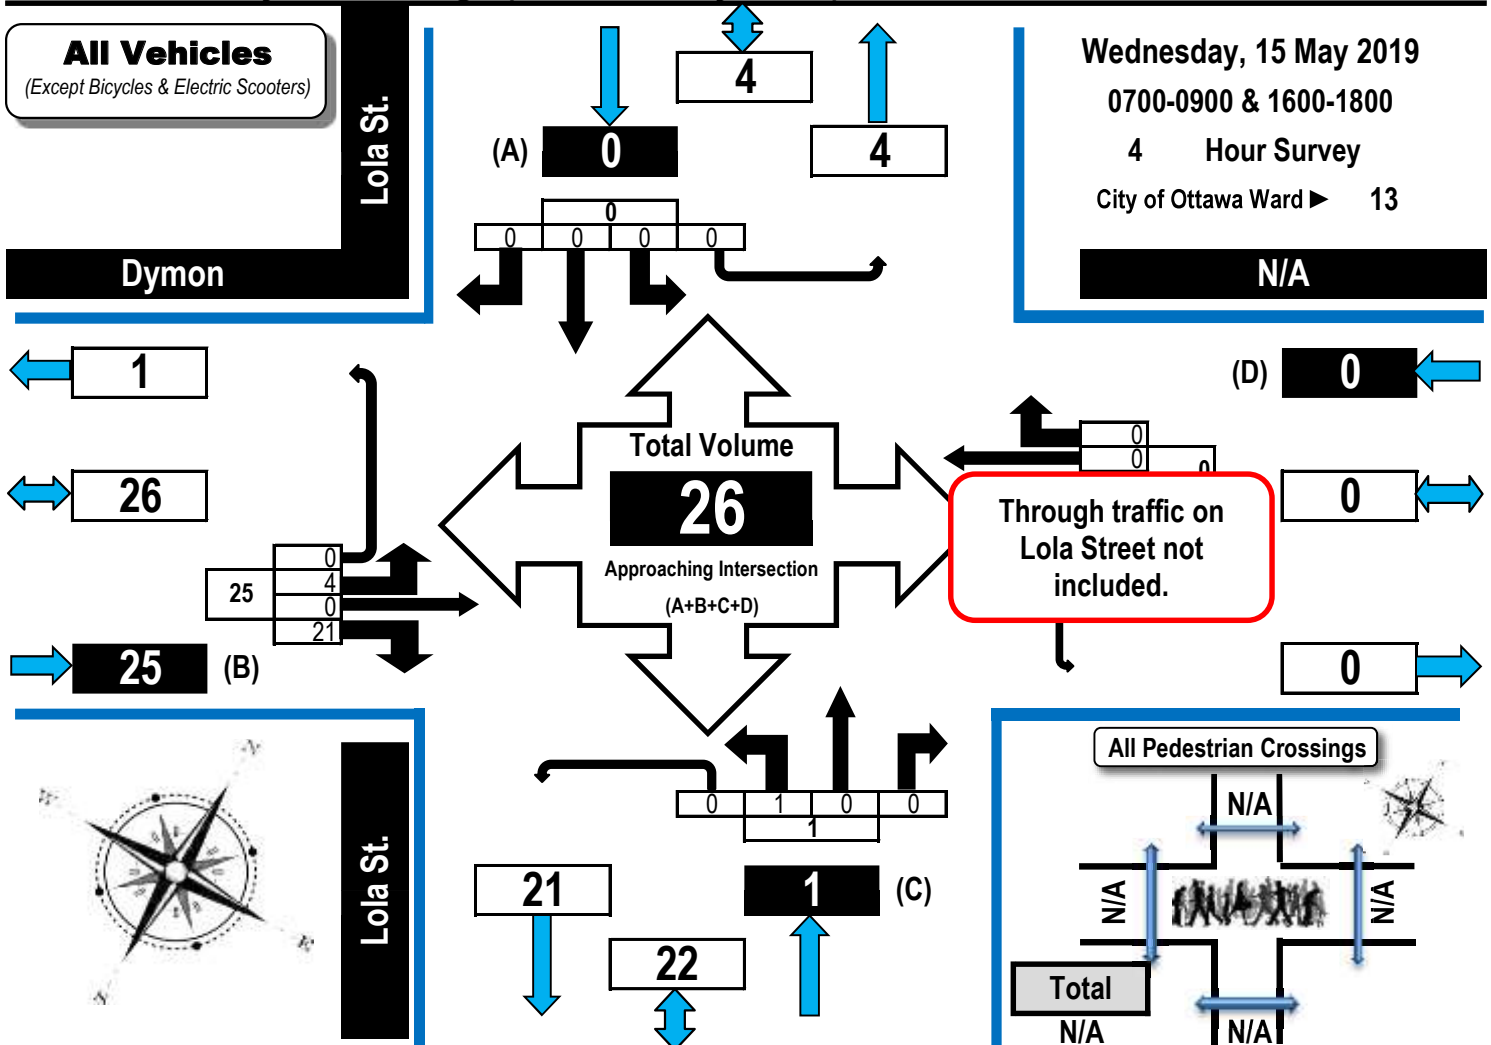 All Vehicles
(Except Bicycles & Electric Scooters)
Lola St.
Dymon
4
(A)
0
4
0
0
0
0
0
Wednesday, 15 May 2019
0700-0900 & 1600-1800
4 Hour Survey
City of Ottawa Ward ► 13
N/A
1
26
0
4
25
0
21
25
(B)
Total Volume
26
Approaching Intersection
(A+B+C+D)
(D)
0
0
0
0
0
Through traffic on
Lola Street not
included.
0
N
W
E
S
Lola St.
0
1
0
0
1
21
1
(C)
22
All Pedestrian Crossings
N/A
N/A
N/A
Total
N/A
N/A